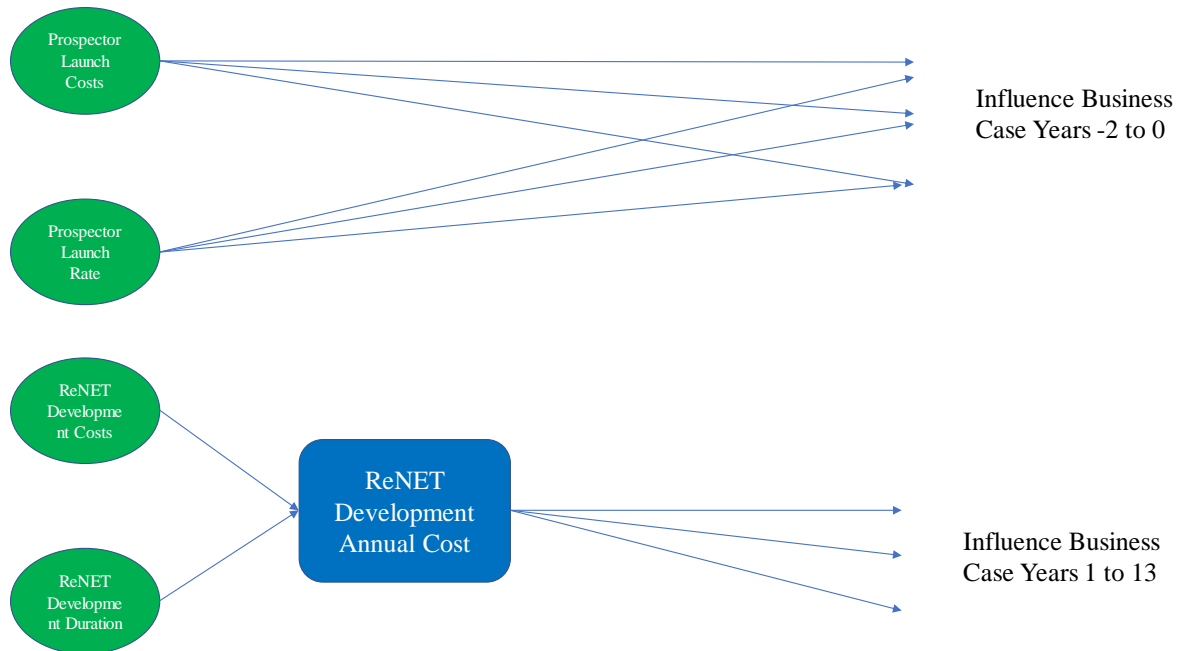 Prospector
Launch
Costs
Influence Business
Case Years -2 to 0
Prospector
Launch
Rate
ReNET
Developme
nt Costs
ReNET
Development
Annual Cost
Influence Business
Case Years 1 to 13
ReNET
Developme
nt Duration